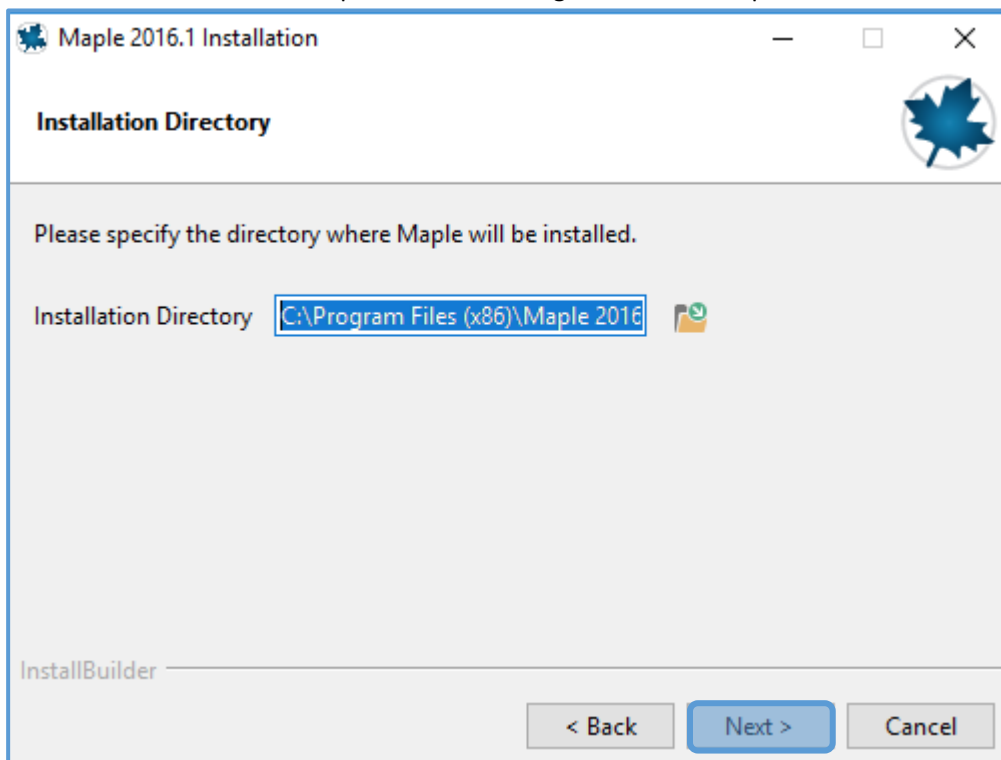 Maple 2016.1 Installation
Installation Directory
Please specify the directory where Maple will be installed.
Installation Directory C:\Program Files (x86)\Maple 2016
InstallBuilder
< Back Next > Cancel